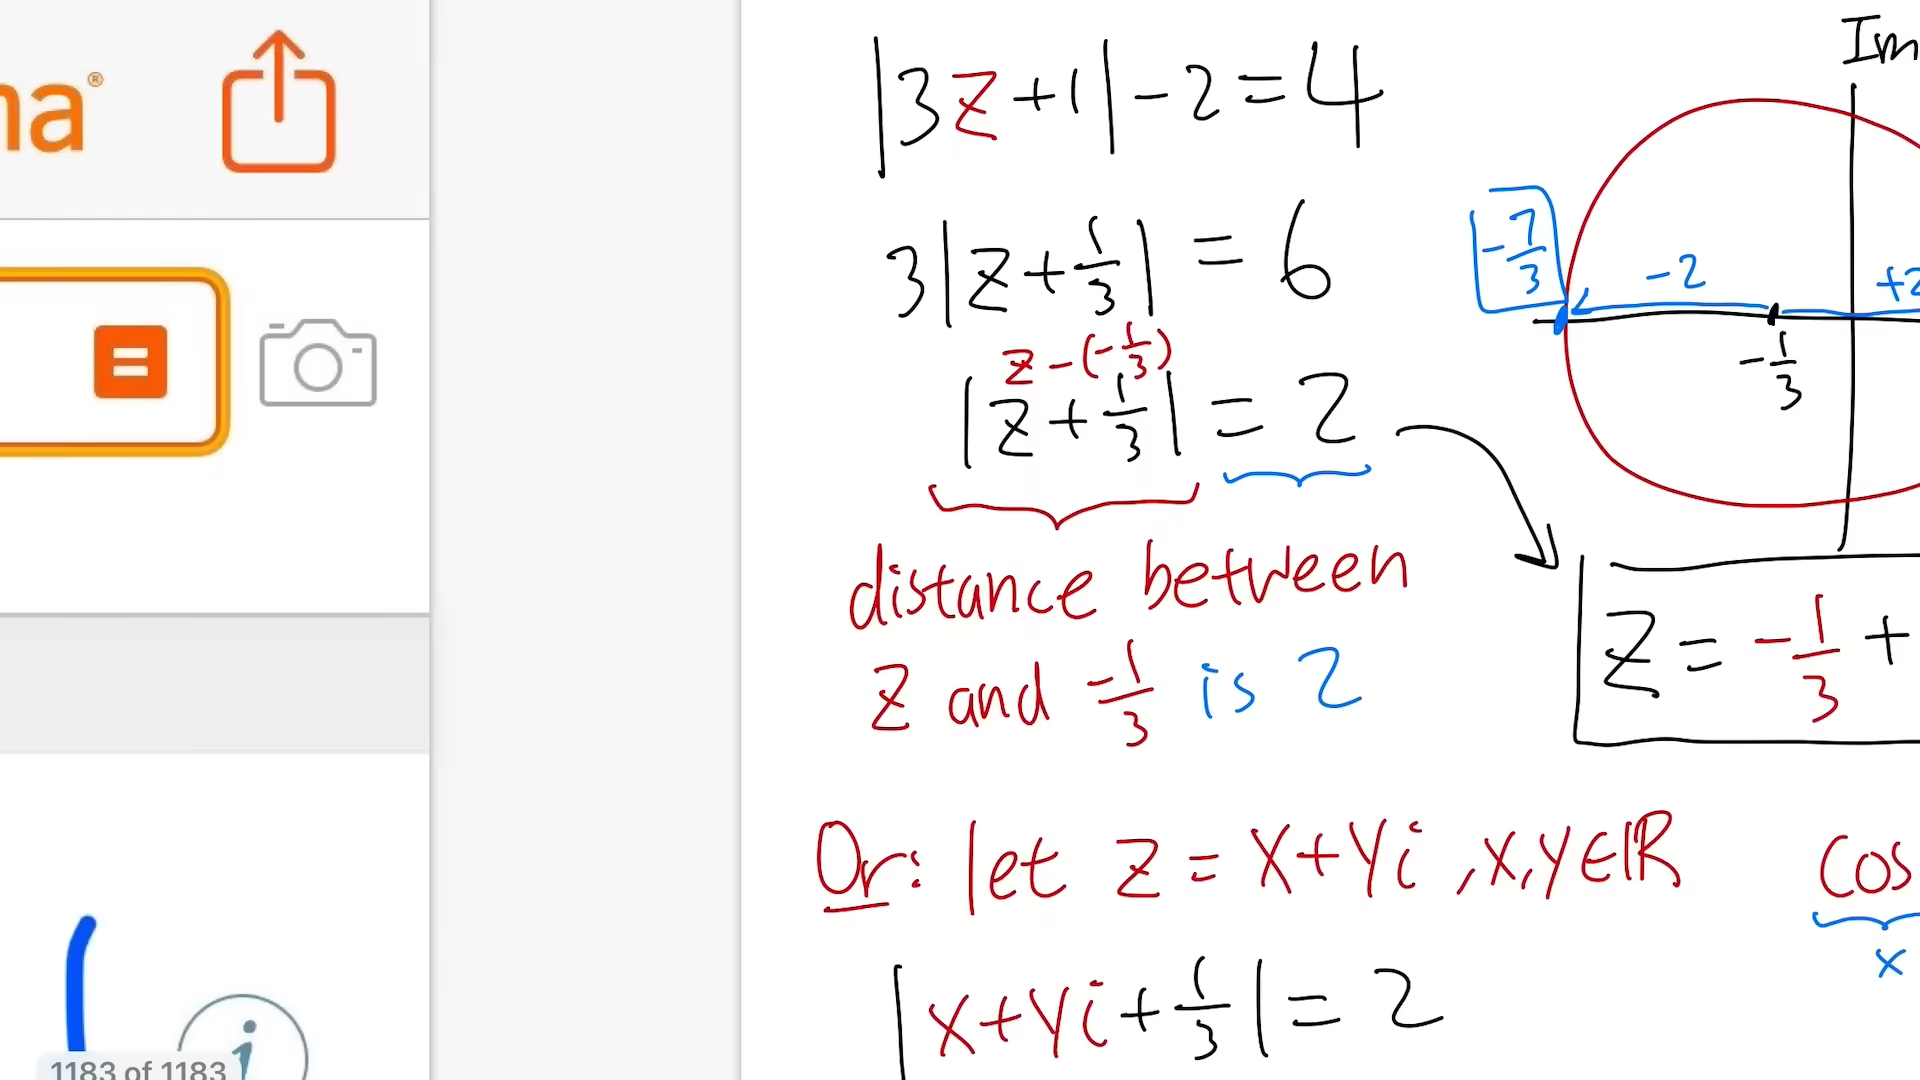 na®
=
i
1183 of 1183
|3z+1|-2=4
3|z+1/3|=6
z-(-1/3)
|z+1/3|=2
distance between
z and -1/3 is 2
Or: let z = x+yi, x,y∈ℝ
|x+yi+1/3|=2
Im
-7/3
-2
+2
-1/3
z = -1/3 +
cos
x